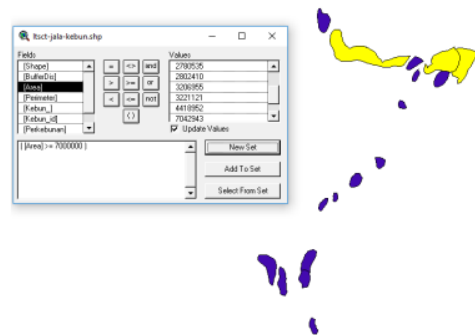 ltsct-jala-kebun.shp
Fields
Values
[Shape]
[BufferDis]
[Area]
[Perimeter]
[Kebun_]
[Kebun_id]
[Perkebunan]
= <> and
> >= or
< <= not
()
2780535
2802410
3206955
3221121
4418952
7042943
Update Values
( [Area] >= 7000000 )
New Set
Add To Set
Select From Set